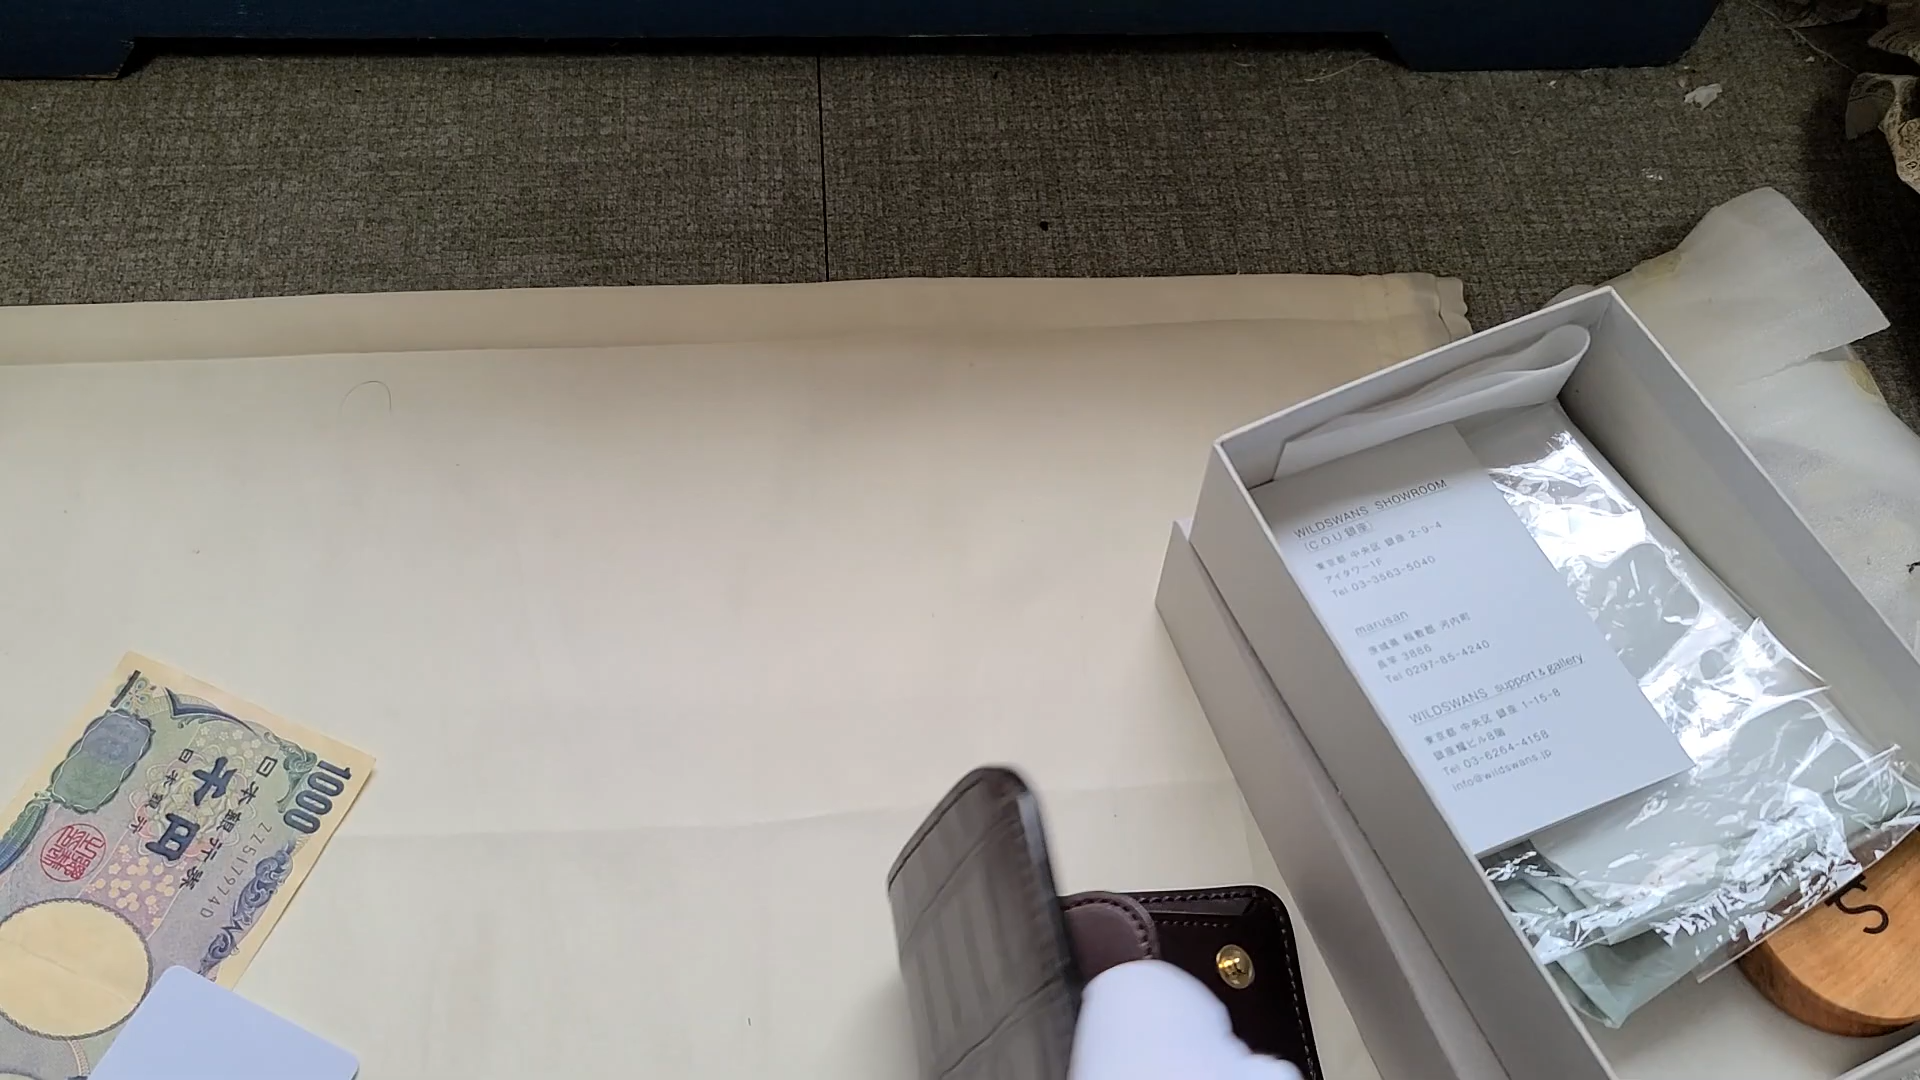 WILDSWANS SHOWROOM
(C.O.U.銀座)
東京都 中央区 銀座 2-9-4
アイタワー1F
Tel 03-3563-5040
marusan
茨城県 稲敷郡 河内町
長竿 3886
Tel 0297-85-4240
WILDSWANS support & gallery
東京都 中央区 銀座 1-15-8
銀座耀ビル8階
Tel 03-6264-4158
info@wildswans.jp
S
1000
日本銀行券
千円
日本銀行
ZZ517974D